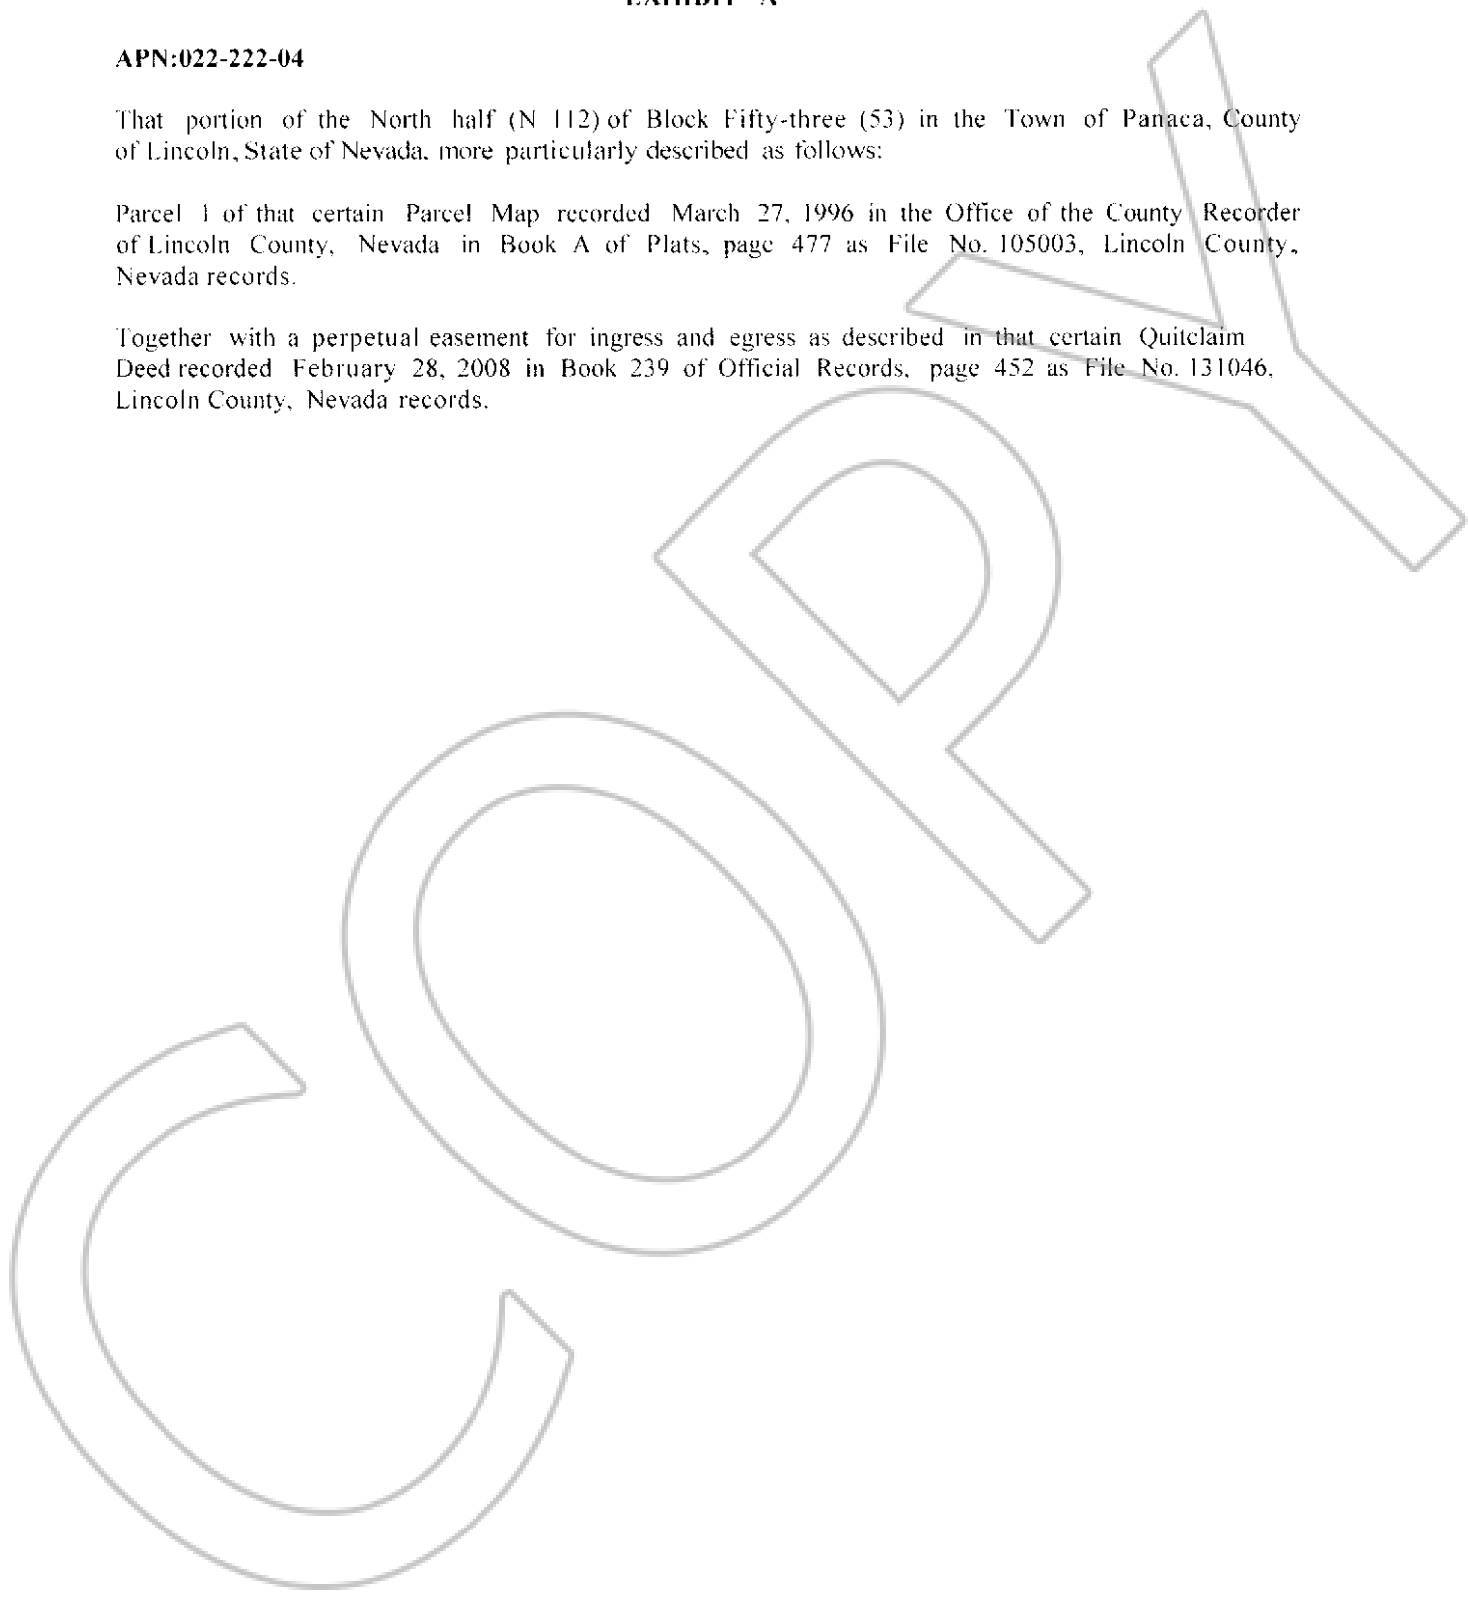 EXHIBIT "A"
APN:022-222-04
That portion of the North half (N 112) of Block Fifty-three (53) in the Town of Panaca, County
of Lincoln, State of Nevada. more particularly described as follows:
Parcel 1 of that certain Parcel Map recorded March 27, 1996 in the Office of the County Recorder
of Lincoln County, Nevada in Book A of Plats, page 477 as File No. 105003, Lincoln County,
Nevada records.
Together with a perpetual easement for ingress and egress as described in that certain Quitclaim
Deed recorded February 28, 2008 in Book 239 of Official Records, page 452 as File No. 131046,
Lincoln County, Nevada records.
COPY